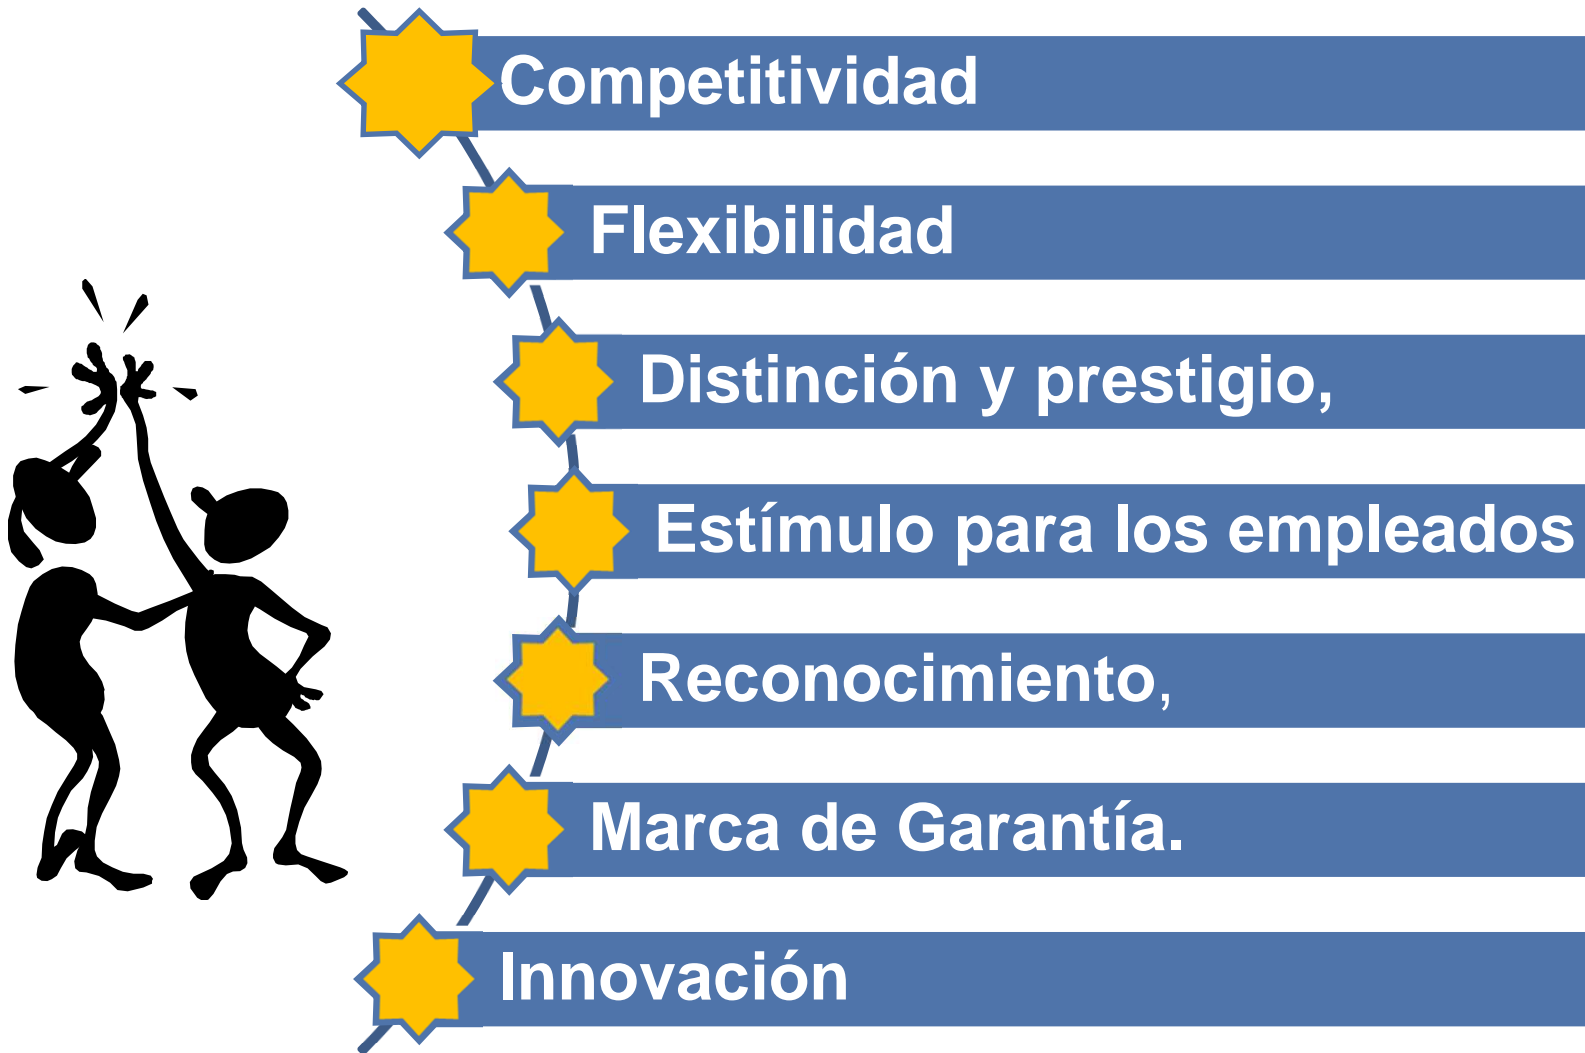 Competitividad
Flexibilidad
Distinción y prestigio,
Estímulo para los empleados
Reconocimiento,
Marca de Garantía.
Innovación